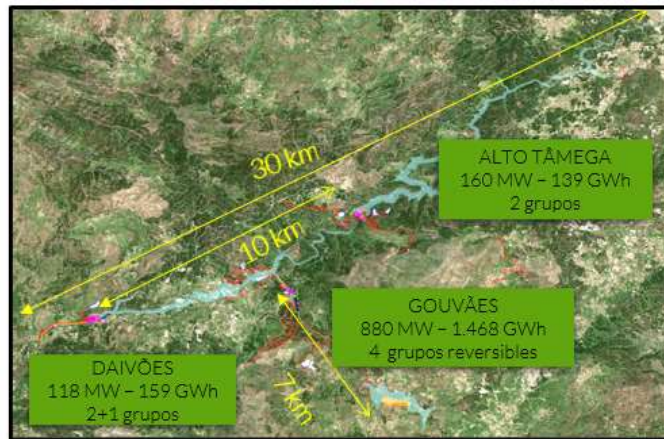 30 km
10 km
7 km
ALTO TÂMEGA
160 MW – 139 GWh
2 grupos
GOUVÃES
880 MW – 1.468 GWh
4 grupos reversibles
DAIVÕES
118 MW – 159 GWh
2+1 grupos